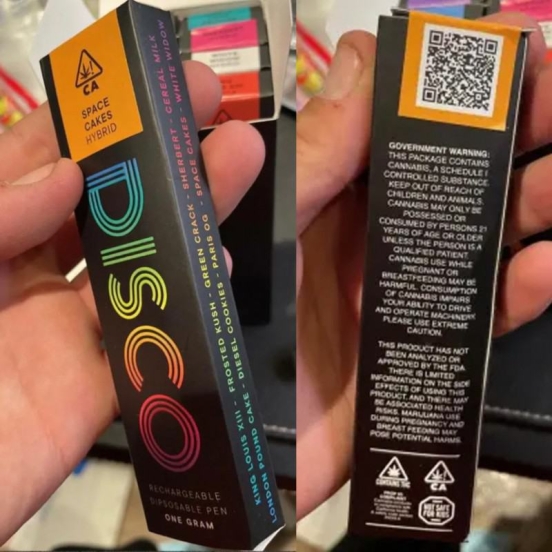 CA
SPACE
CAKES
HYBRID
DISCO
RECHARGEABLE
DISPOSABLE PEN
ONE GRAM
KING LOUIS XIII - FROSTED KUSH - GREEN CRACK - SHERBERT - CEREAL MILK
LONDON POUND CAKE - DIESEL COOKIES - PARIS OG - SPACE CAKES - WHITE WIDOW
GOVERNMENT WARNING:
THIS PACKAGE CONTAINS
CANNABIS, A SCHEDULE I
CONTROLLED SUBSTANCE.
KEEP OUT OF REACH OF
CHILDREN AND ANIMALS.
CANNABIS MAY ONLY BE
POSSESSED OR
CONSUMED BY PERSONS 21
YEARS OF AGE OR OLDER
UNLESS THE PERSON IS A
QUALIFIED PATIENT.
CANNABIS USE WHILE
PREGNANT OR
BREASTFEEDING MAY BE
HARMFUL. CONSUMPTION
OF CANNABIS IMPAIRS
YOUR ABILITY TO DRIVE
AND OPERATE MACHINERY.
PLEASE USE EXTREME
CAUTION.
THIS PRODUCT HAS NOT
BEEN ANALYZED OR
APPROVED BY THE FDA.
THERE IS LIMITED
INFORMATION ON THE SIDE
EFFECTS OF USING THIS
PRODUCT, AND THERE MAY
BE ASSOCIATED HEALTH
RISKS. MARIJUANA USE
DURING PREGNANCY AND
BREAST FEEDING MAY
POSE POTENTIAL HARMS.
CONTAINS THC
CA
PROP 65
COMPLIANT
NOT SAFE
FOR KIDS